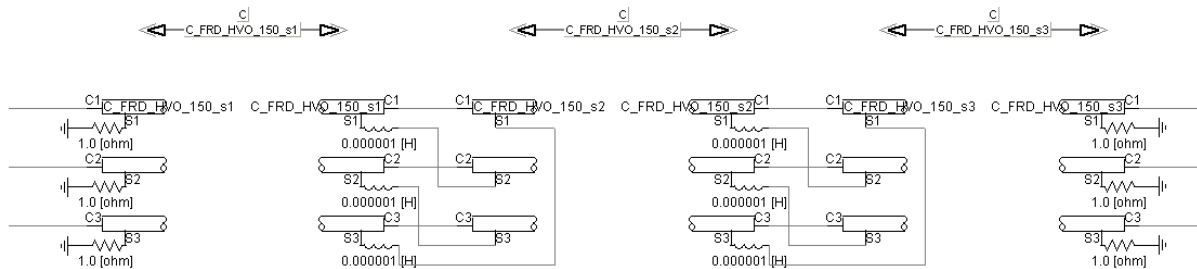 C C C
C_FRD_HVO_150_s1 C_FRD_HVO_150_s2 C_FRD_HVO_150_s3
C1 C1 C1 C1 C1 C1
C_FRD_HVO_150_s1 C_FRD_HVO_150_s1 C_FRD_HVO_150_s2 C_FRD_HVO_150_s2 C_FRD_HVO_150_s3 C_FRD_HVO_150_s3
S1 S1 S1 S1 S1 S1
1.0 [ohm] 0.000001 [H] 0.000001 [H] 1.0 [ohm]
C2 C2 C2 C2
S2 S2 S2 S2 S2 S2
1.0 [ohm] 0.000001 [H] 0.000001 [H] 1.0 [ohm]
C3 C3 C3 C3 C3 C3
S3 S3 S3 S3 S3 S3
1.0 [ohm] 0.000001 [H] 0.000001 [H] 1.0 [ohm]